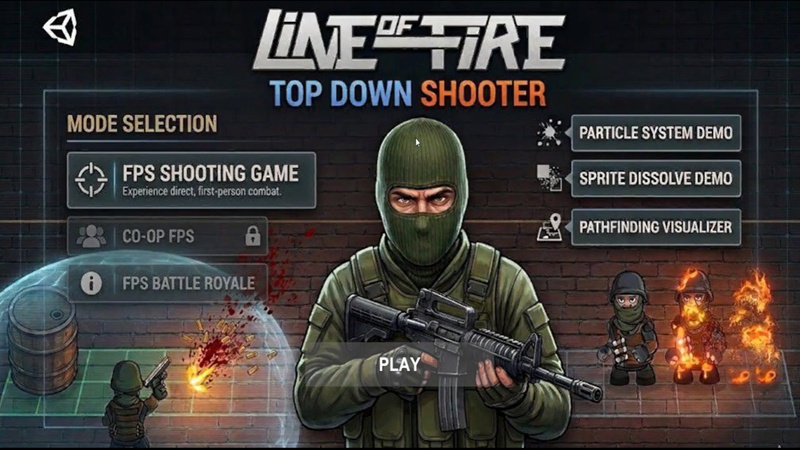 LINE OF FIRE
TOP DOWN SHOOTER
MODE SELECTION
FPS SHOOTING GAME
Experience direct, first-person combat.
CO-OP FPS
FPS BATTLE ROYALE
PARTICLE SYSTEM DEMO
SPRITE DISSOLVE DEMO
PATHFINDING VISUALIZER
PLAY